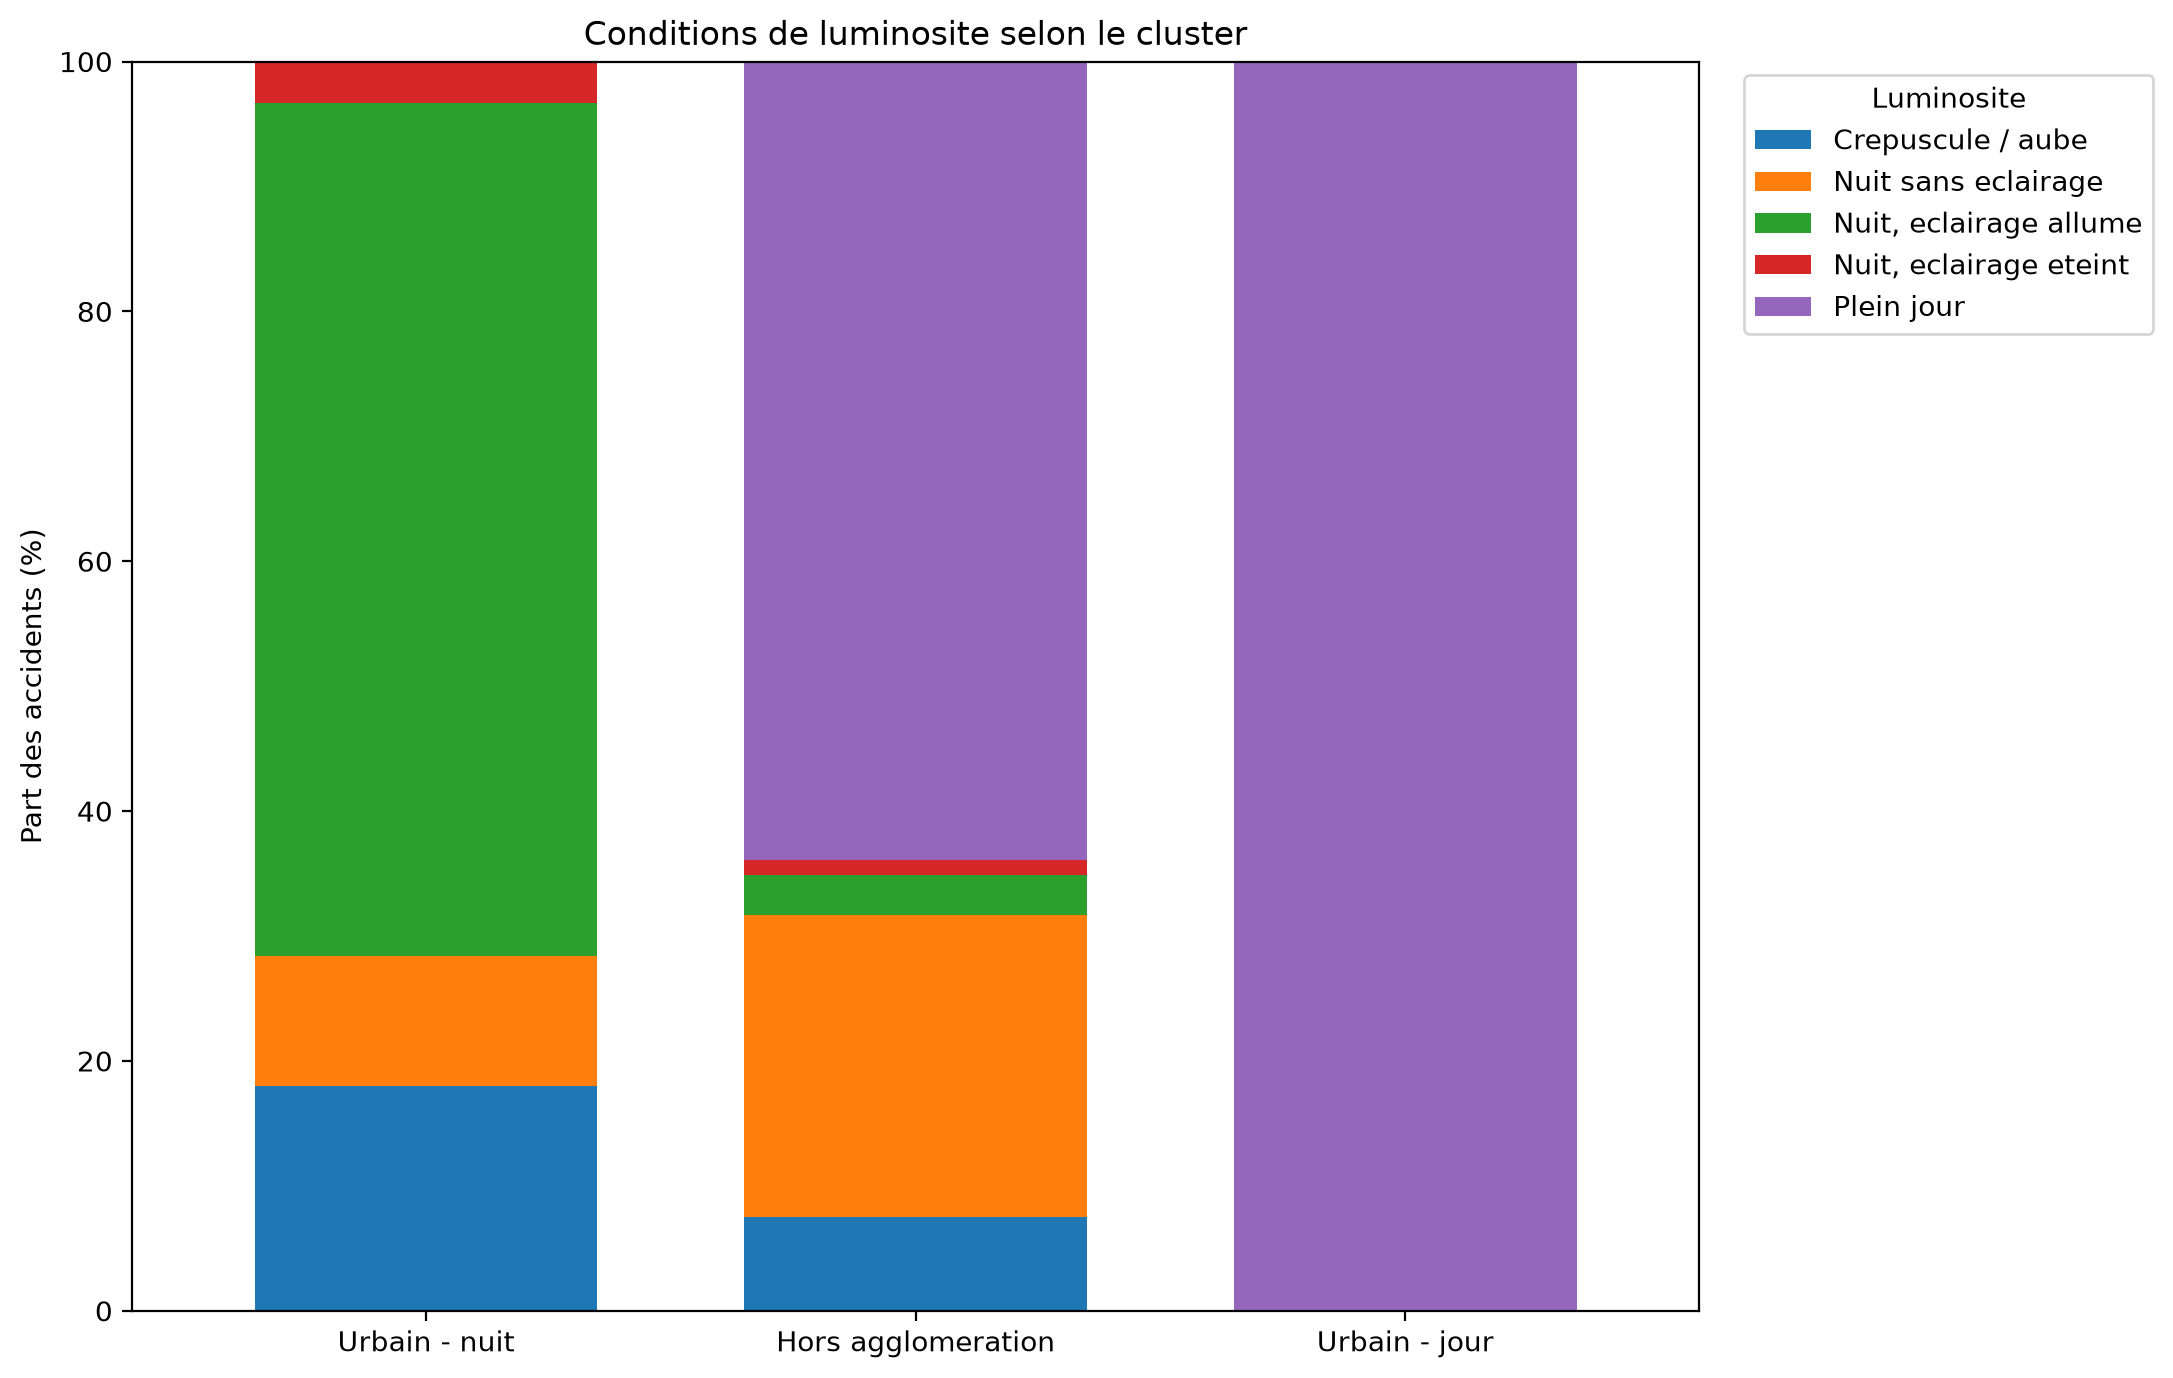 Conditions de luminosite selon le cluster
Part des accidents (%)
100
80
60
40
20
0
Urbain - nuit
Hors agglomeration
Urbain - jour
Luminosite
Crepuscule / aube
Nuit sans eclairage
Nuit, eclairage allume
Nuit, eclairage eteint
Plein jour